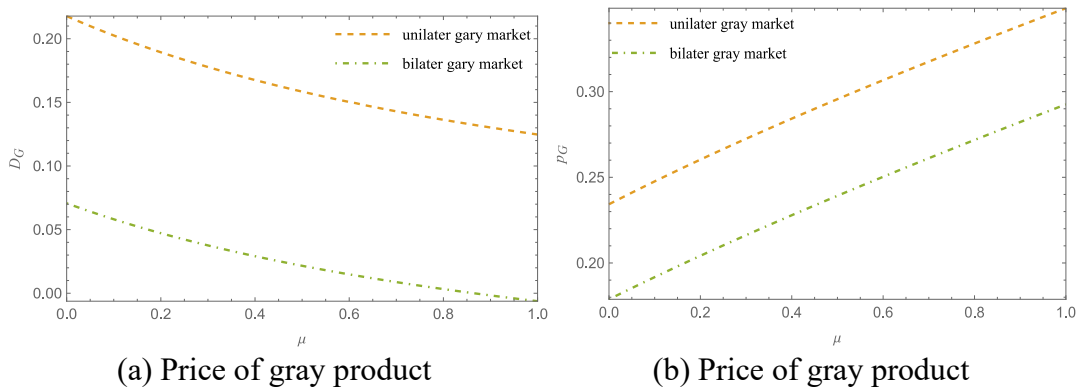 unilater gary market
bilater gary market
0.20
0.15
0.10
0.05
0.00
D_G
0.0
0.2
0.4
0.6
0.8
1.0
μ
(a) Price of gray product
unilater gray market
bilater gray market
0.30
0.25
0.20
p_G
0.0
0.2
0.4
0.6
0.8
1.0
μ
(b) Price of gray product